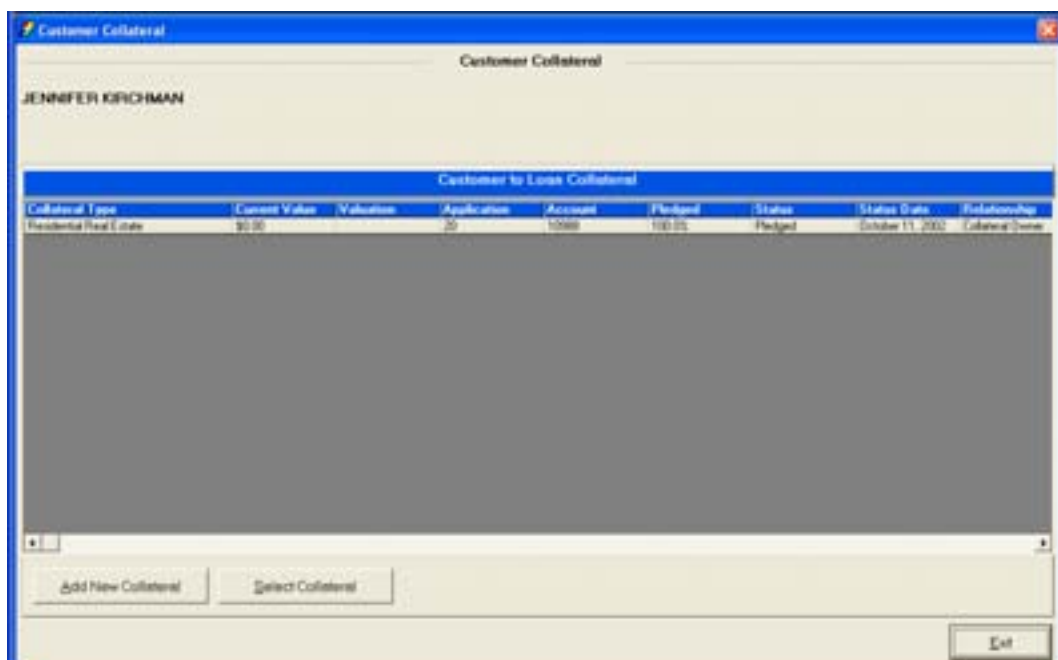 Customer Collateral
Customer Collateral
JENNIFER KIRCHMAN
Customer to Loan Collateral
Collateral Type Current Value Valuation Application Account Pledged Status Status Date Relationship
Residential Real Estate $0.00 20 100.0% Pledged October 11, 2002 Collateral Owner
Add New Collateral Select Collateral
Exit